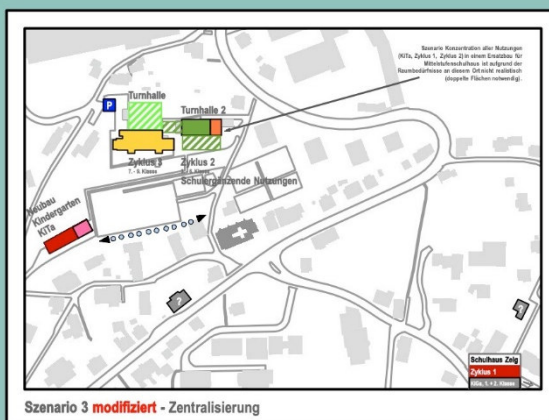 Szenario Konzentration aller Nutzungen
(KiTa, Zyklus 1, Zyklus 2) in einem Ersatzbau für
Mittelstufenschulhaus ist aufgrund der
Raumbedürfnisse an diesem Ort nicht realistisch
(doppelte Flächen notwendig).
Turnhalle
P
Turnhalle 2
Zyklus 3
7. - 9. Klasse
Zyklus 2
Klasse
Schulergänzende Nutzungen
Neubau
Kindergarten
KiTa
?
?
Schulhaus Zelg
Zyklus 1
KiGa, 1. + 2. Klasse
Szenario 3 modifiziert - Zentralisierung